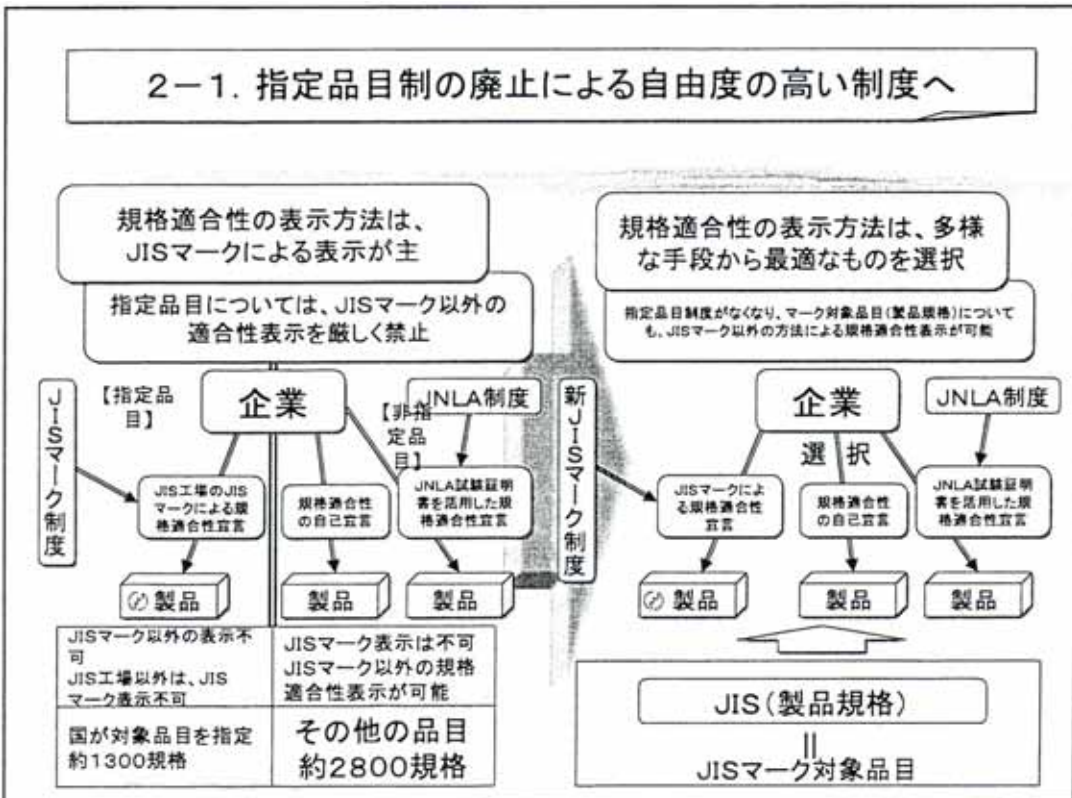 ２－１．指定品目制の廃止による自由度の高い制度へ
規格適合性の表示方法は、
JISマークによる表示が主
指定品目については、JISマーク以外の
適合性表示を厳しく禁止
JISマーク制度
【指定品
目】
企業
【非指
定品
目】
JNLA制度
JIS工場のJIS
マークによる規
格適合性宣言
規格適合性
の自己宣言
JNLA試験証明
書を活用した規
格適合性宣言
製品
製品
製品
JISマーク以外の表示不
可
JIS工場以外は、JIS
マーク表示不可
JISマーク表示は不可
JISマーク以外の規格
適合性表示が可能
国が対象品目を指定
約1300規格
その他の品目
約2800規格
規格適合性の表示方法は、多様
な手段から最適なものを選択
指定品目制度がなくなり、マーク対象品目(製品規格)について
も、JISマーク以外の方法による規格適合性表示が可能
新JISマーク制度
企業
選択
JNLA制度
JISマークによ
る規格適合性
宣言
規格適合性
の自己宣言
JNLA試験証明
書を活用した規
格適合性宣言
製品
製品
製品
JIS(製品規格)
||
JISマーク対象品目